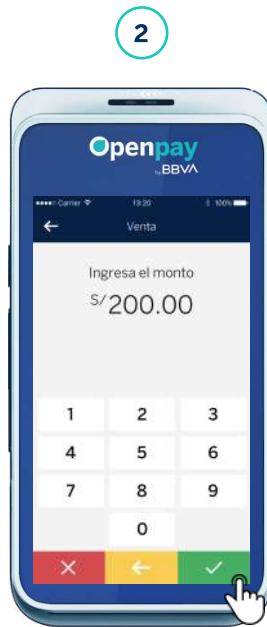 2
Openpay
by BBVA
Carrier 13:20 100%
Venta
Ingresa el monto
S/200.00
1 2 3
4 5 6
7 8 9
0